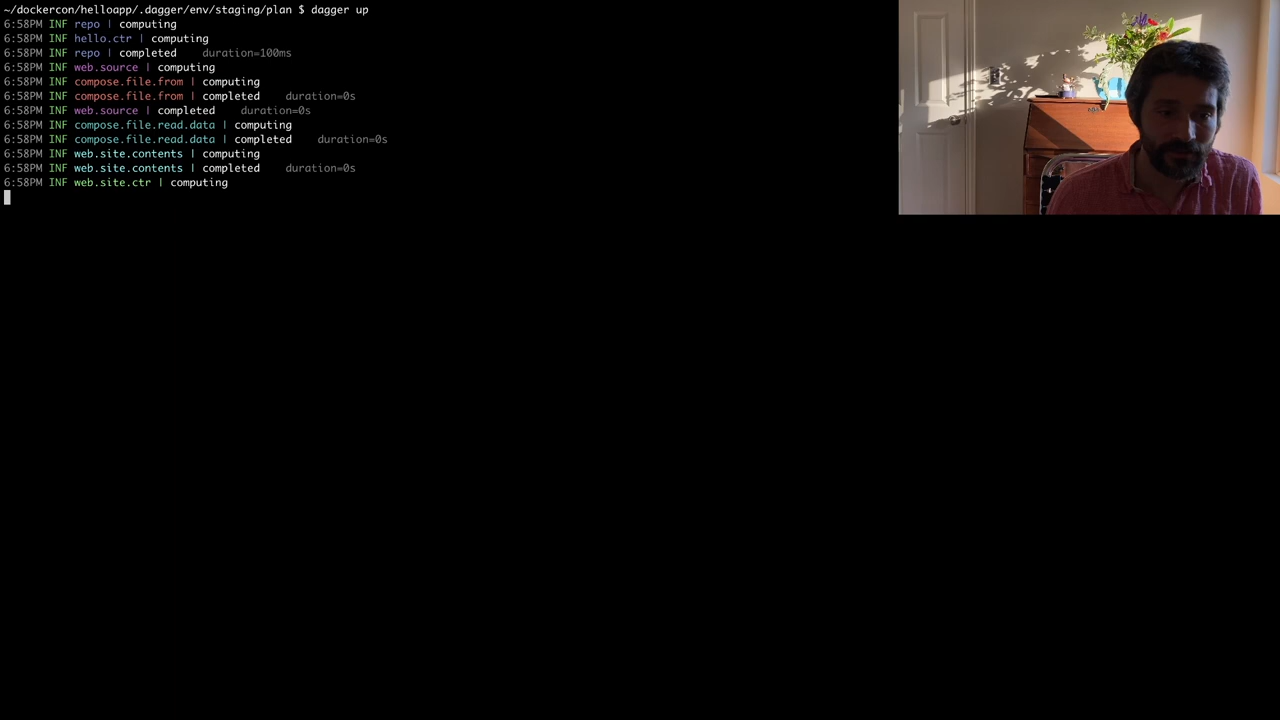 ~/dockercon/helloapp/.dagger/env/staging/plan $ dagger up
6:58PM INF repo | computing
6:58PM INF hello.ctr | computing
6:58PM INF repo | completed    duration=100ms
6:58PM INF web.source | computing
6:58PM INF compose.file.from | computing
6:58PM INF compose.file.from | completed    duration=0s
6:58PM INF web.source | completed    duration=0s
6:58PM INF compose.file.read.data | computing
6:58PM INF compose.file.read.data | completed    duration=0s
6:58PM INF web.site.contents | computing
6:58PM INF web.site.contents | completed    duration=0s
6:58PM INF web.site.ctr | computing